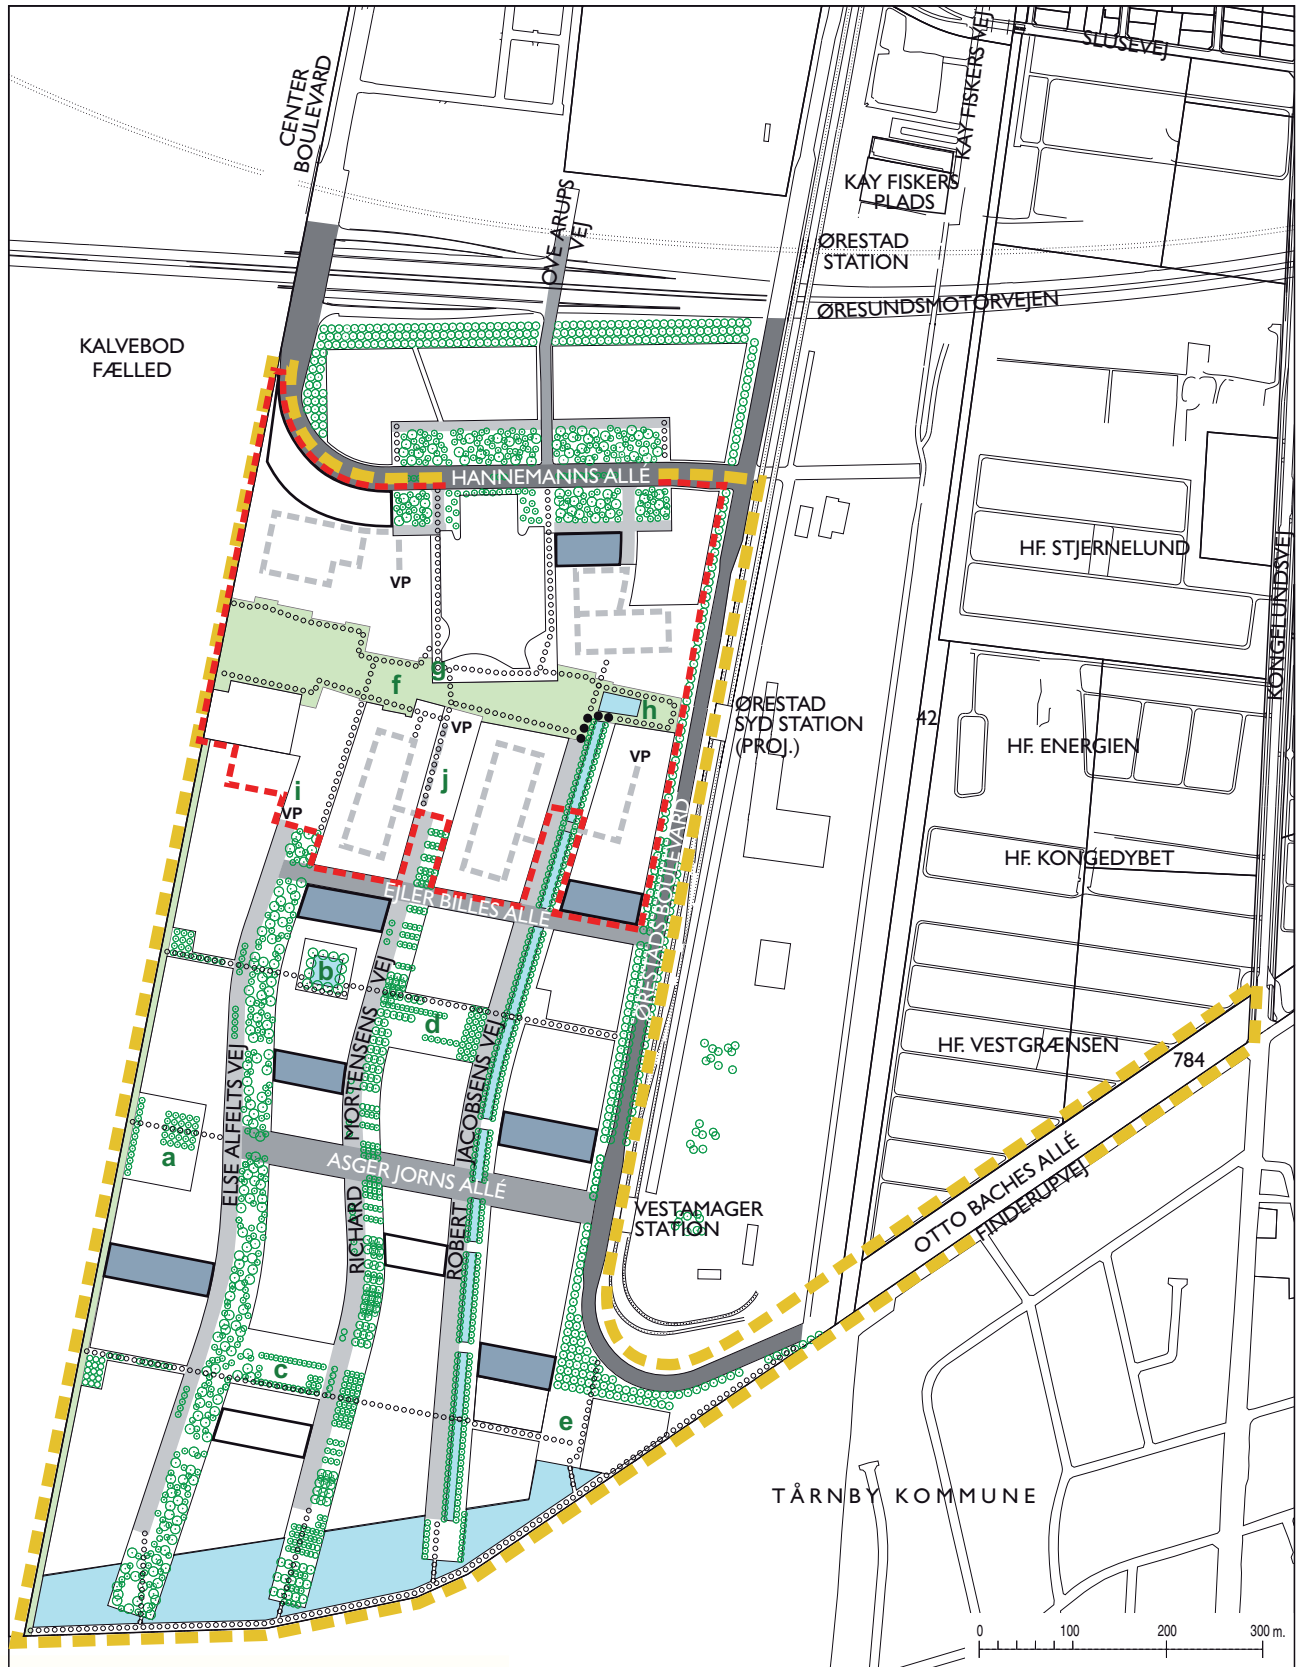 SLUSEVEJ
KAY FISKERS VEJ
CENTER
BOULEVARD
KAY FISKERS
PLADS
OVE ARUPS
VEJ
ØRESTAD
STATION
ØRESUNDSMOTORVEJEN
KALVEBOD
FÆLLED
HANNEMANNS ALLÉ
HF. STJERNELUND
KONGELUNDSVEJ
VP
g
f
h
ØRESTAD
SYD STATION
(PROJ.)
42
VP
VP
HF. ENERGIEN
j
i
VP
ØRESTADS BOULEVARD
HF. KONGEDYBET
EJLER BILLES ALLÉ
b
d
HF. VESTGRÆNSEN
784
ELSE ALFELTS VEJ
RICHARD MORTENSENS VEJ
ROBERT JACOBSENS VEJ
a
ASGER JORNS ALLÉ
OTTO BACHES ALLÉ
FINDERUPVEJ
VESTAMAGER
STATION
c
e
TÅRNBY KOMMUNE
0 100 200 300 m.